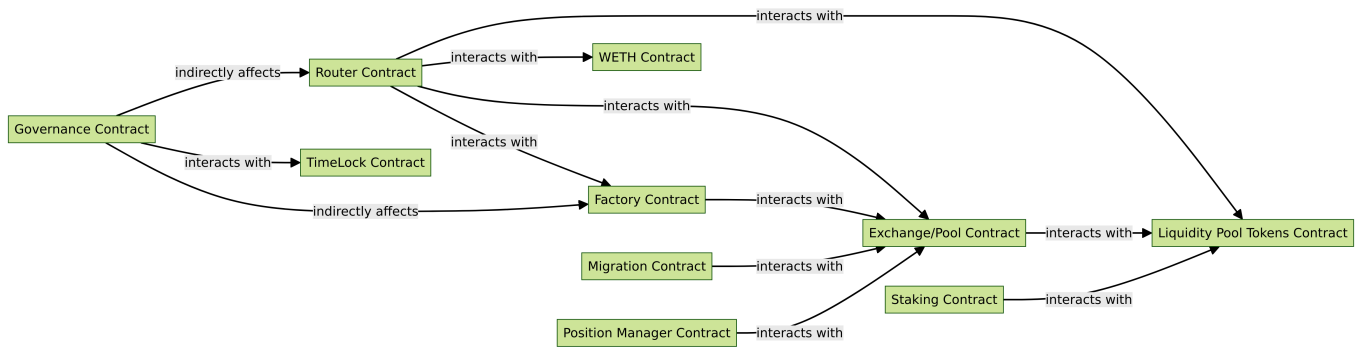 interacts with
interacts with
WETH Contract
indirectly affects
Router Contract
interacts with
Governance Contract
interacts with
interacts with
TimeLock Contract
Factory Contract
interacts with
indirectly affects
Exchange/Pool Contract
interacts with
Liquidity Pool Tokens Contract
Migration Contract
interacts with
Staking Contract
interacts with
Position Manager Contract
interacts with